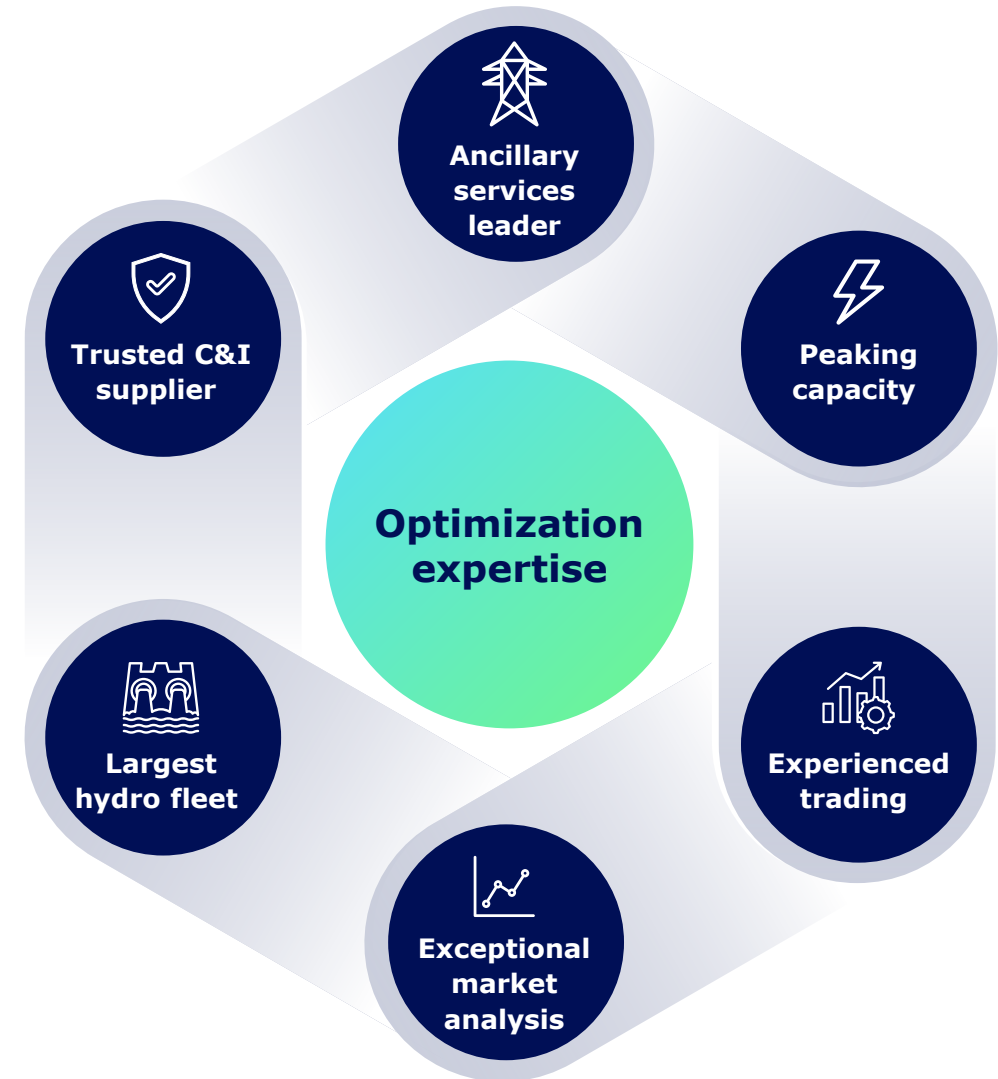 Ancillary
services
leader
Trusted C&I
supplier
Peaking
capacity
Optimization
expertise
Largest
hydro fleet
Experienced
trading
Exceptional
market
analysis